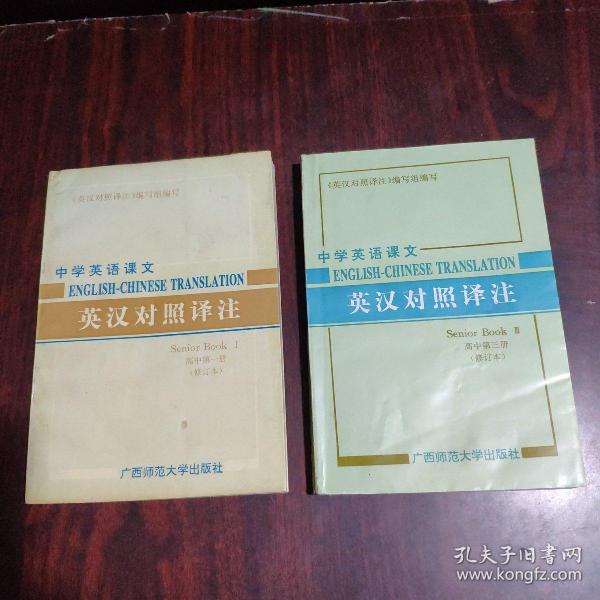 《英汉对照译注》编写组编写
中学英语课文
ENGLISH-CHINESE TRANSLATION
英汉对照译注
Senior Book I
高中第一册
(修订本)
广西师范大学出版社
《英汉对照译注》编写组编写
中学英语课文
ENGLISH-CHINESE TRANSLATION
英汉对照译注
Senior Book Ⅲ
高中第三册
(修订本)
广西师范大学出版社
孔夫子旧书网
www.kongfz.com